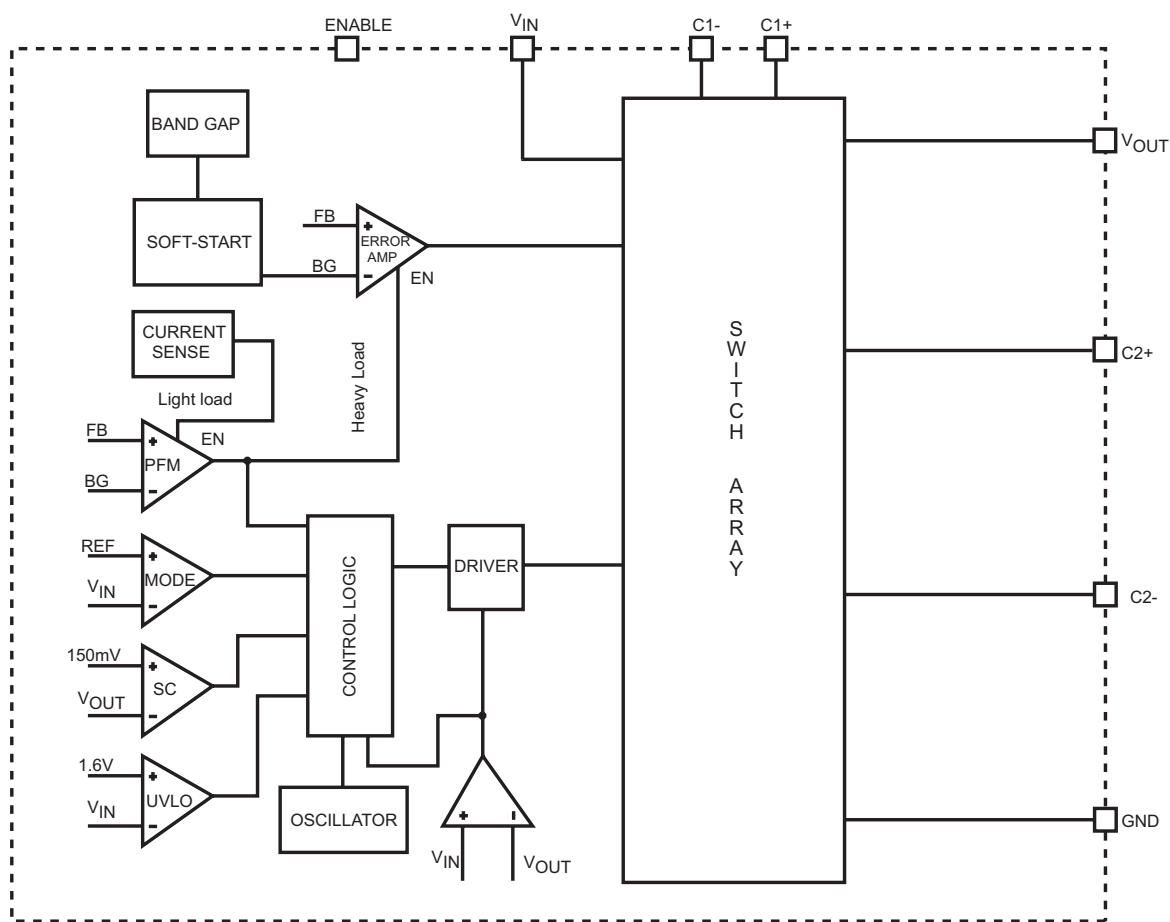 ENABLE
VIN
C1-
C1+
BAND GAP
VOUT
SOFT-START
FB
+
ERROR
AMP
BG
-
EN
CURRENT
SENSE
Light load
Heavy Load
SWITCH ARRAY
C2+
FB
+
EN
PFM
BG
-
REF
+
MODE
VIN
-
CONTROL LOGIC
DRIVER
C2-
150mV
+
SC
VOUT
-
1.6V
+
UVLO
VIN
-
OSCILLATOR
+
-
VIN
VOUT
GND